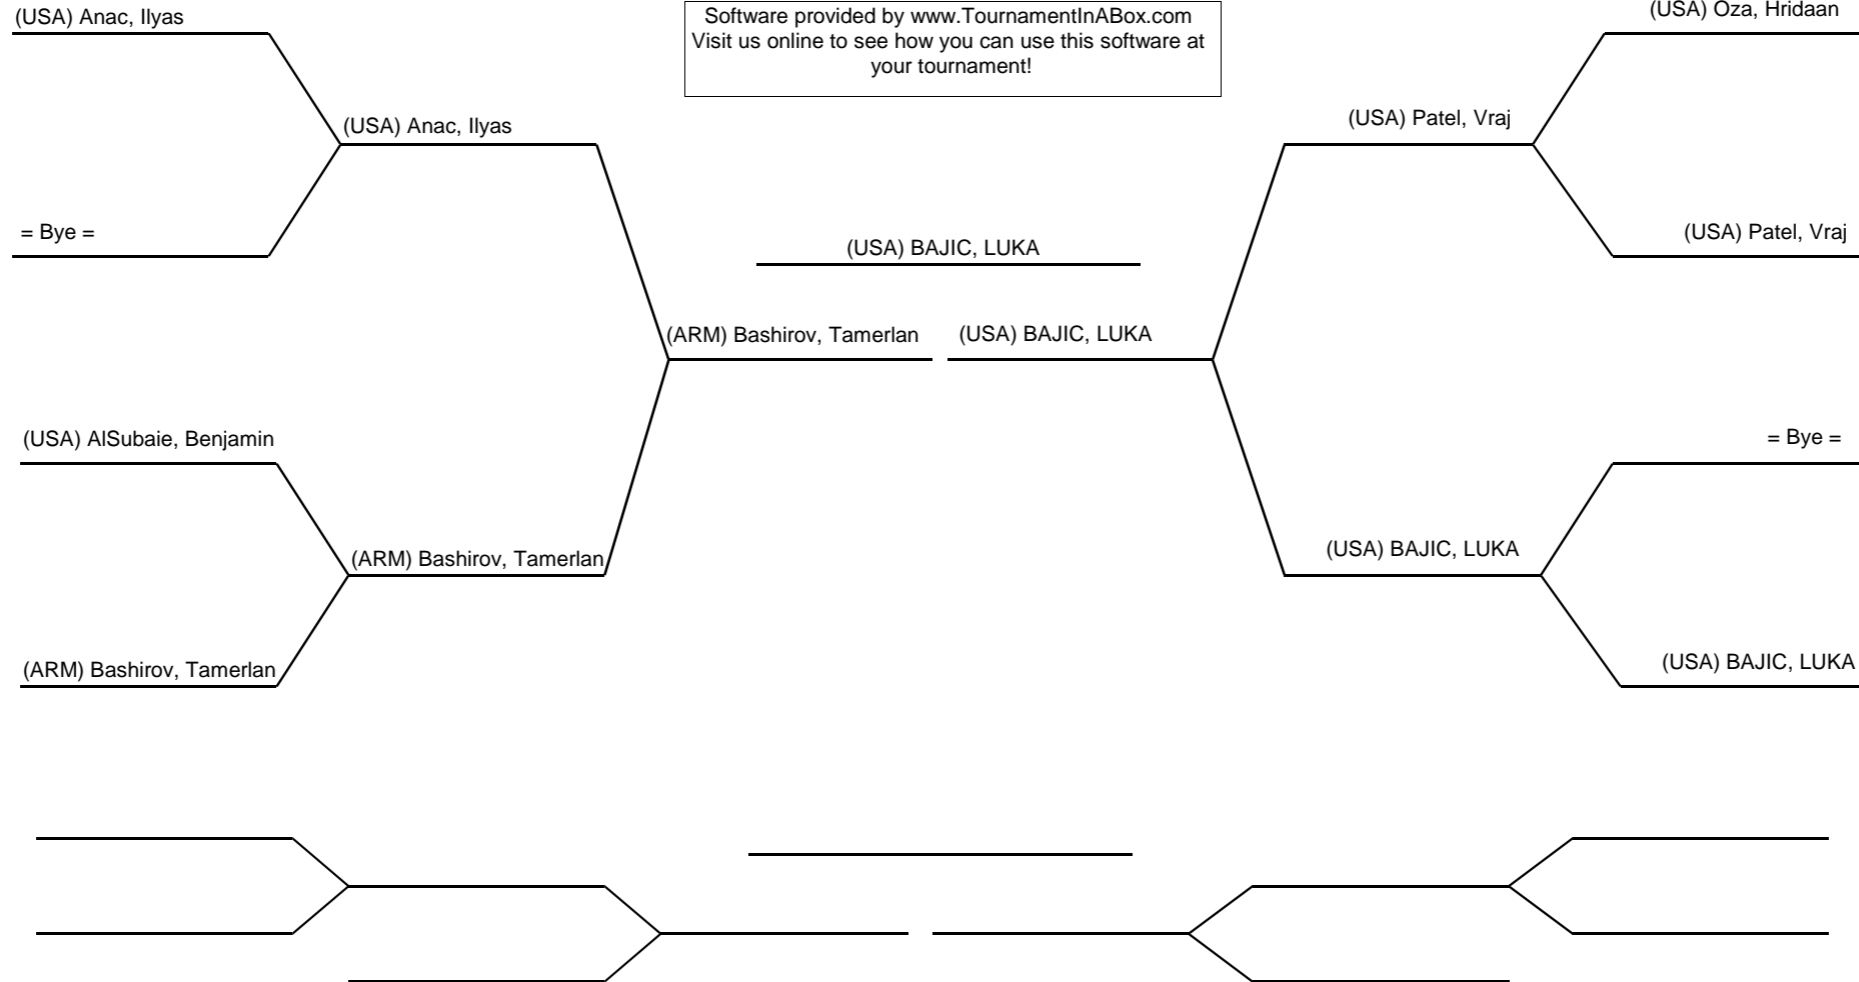 (USA) Anac, Ilyas
Software provided by www.TournamentInABox.com
Visit us online to see how you can use this software at
your tournament!
(USA) Oza, Hridaan
(USA) Anac, Ilyas
(USA) Patel, Vraj
= Bye =
(USA) BAJIC, LUKA
(USA) Patel, Vraj
(ARM) Bashirov, Tamerlan
(USA) BAJIC, LUKA
(USA) AlSubaie, Benjamin
= Bye =
(ARM) Bashirov, Tamerlan
(USA) BAJIC, LUKA
(ARM) Bashirov, Tamerlan
(USA) BAJIC, LUKA